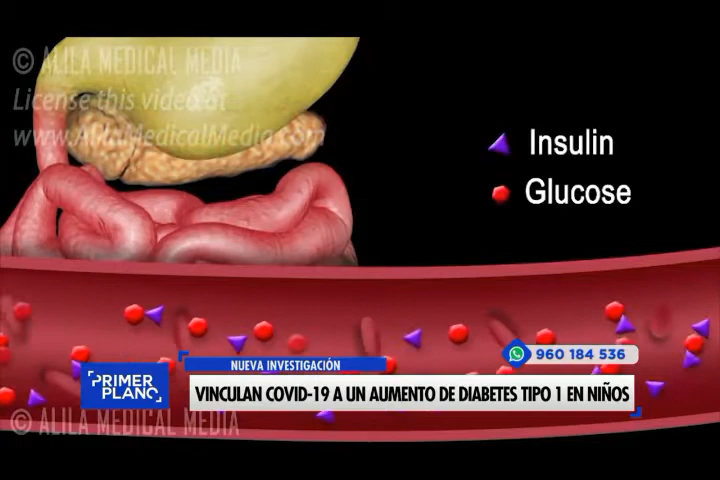 © ALILA MEDICAL MEDIA
License this video at
www.AlilaMedicalMedia.com
Insulin
Glucose
960 184 536
NUEVA INVESTIGACIÓN
PRIMER
PLANO
VINCULAN COVID-19 A UN AUMENTO DE DIABETES TIPO 1 EN NIÑOS
© ALILA MEDICAL MEDIA